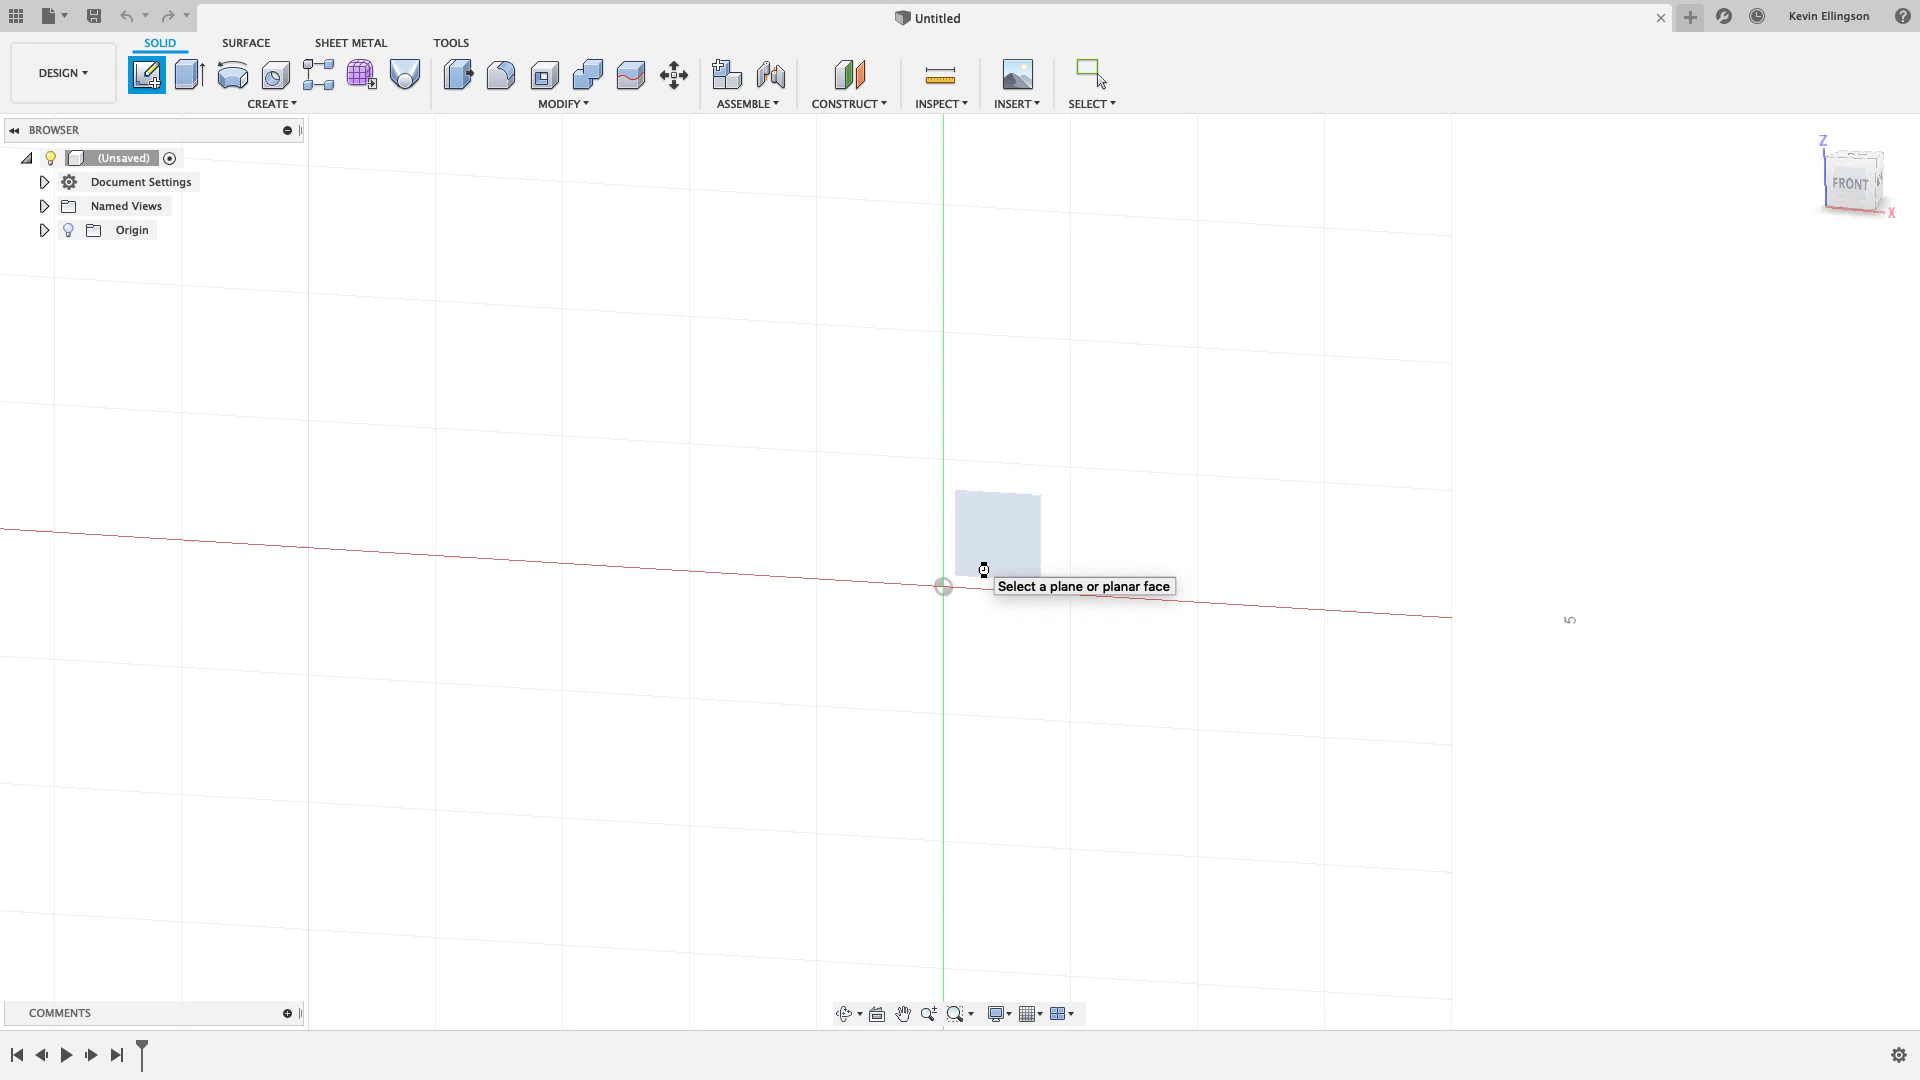 Untitled
Kevin Ellingson
SOLID
SURFACE
SHEET METAL
TOOLS
DESIGN
CREATE
MODIFY
ASSEMBLE
CONSTRUCT
INSPECT
INSERT
SELECT
BROWSER
(Unsaved)
Document Settings
Named Views
Origin
Z
FRONT
X
Select a plane or planar face
5
COMMENTS